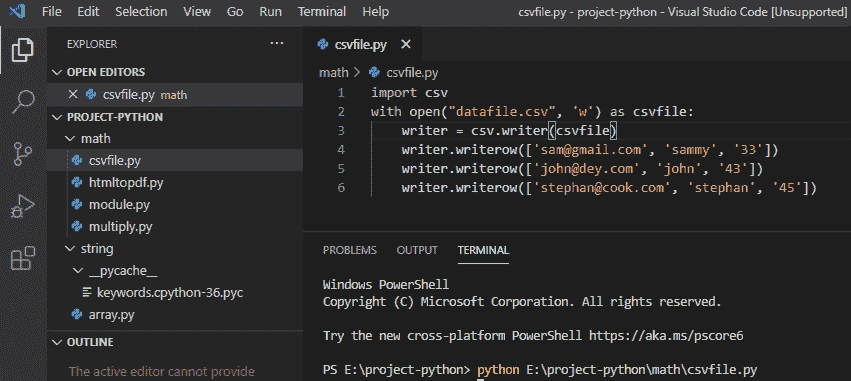 File Edit Selection View Go Run Terminal Help csvfile.py - project-python - Visual Studio Code [Unsupported]
EXPLORER ...
OPEN EDITORS
csvfile.py math
PROJECT-PYTHON
math
csvfile.py
htmltopdf.py
module.py
multiply.py
string
__pycache__
keywords.cpython-36.pyc
array.py
OUTLINE
The active editor cannot provide
csvfile.py
math > csvfile.py
1 import csv
2 with open("datafile.csv", 'w') as csvfile:
3 writer = csv.writer(csvfile)
4 writer.writerow(['sam@gmail.com', 'sammy', '33'])
5 writer.writerow(['john@dey.com', 'john', '43'])
6 writer.writerow(['stephan@cook.com', 'stephan', '45'])
PROBLEMS OUTPUT TERMINAL
Windows PowerShell
Copyright (C) Microsoft Corporation. All rights reserved.
Try the new cross-platform PowerShell https://aka.ms/pscore6
PS E:\project-python> python E:\project-python\math\csvfile.py